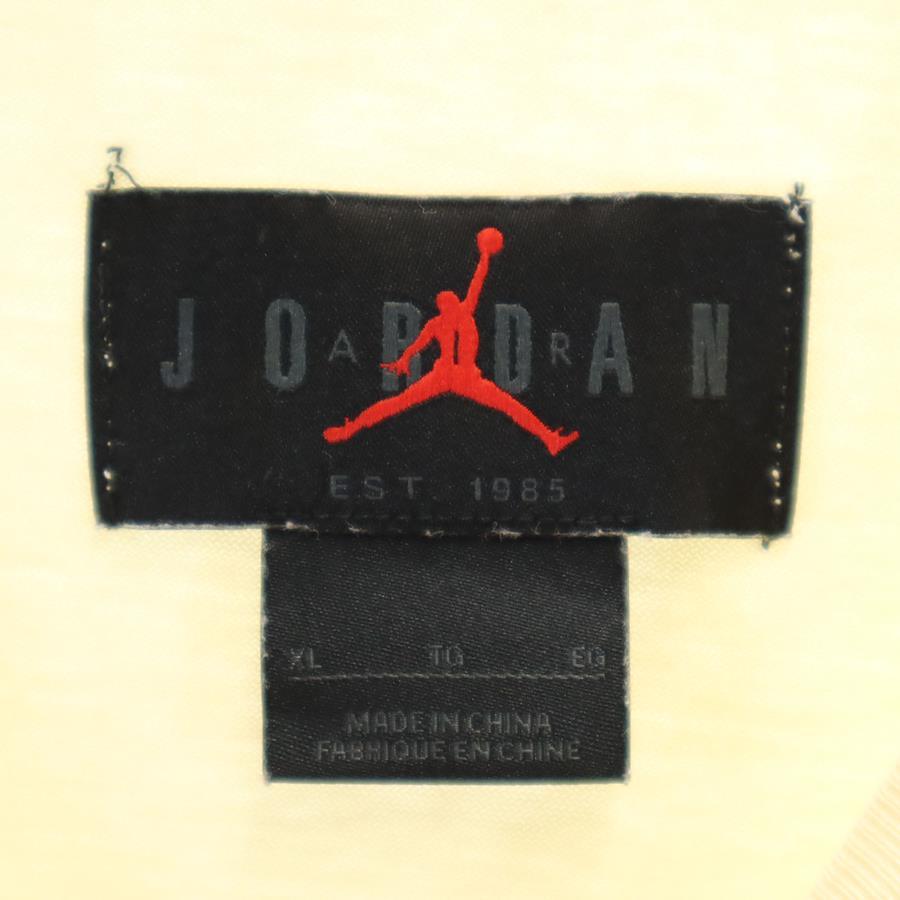 JORDAN
AIR
EST. 1985
XL TG EG
MADE IN CHINA
FABRIQUE EN CHINE